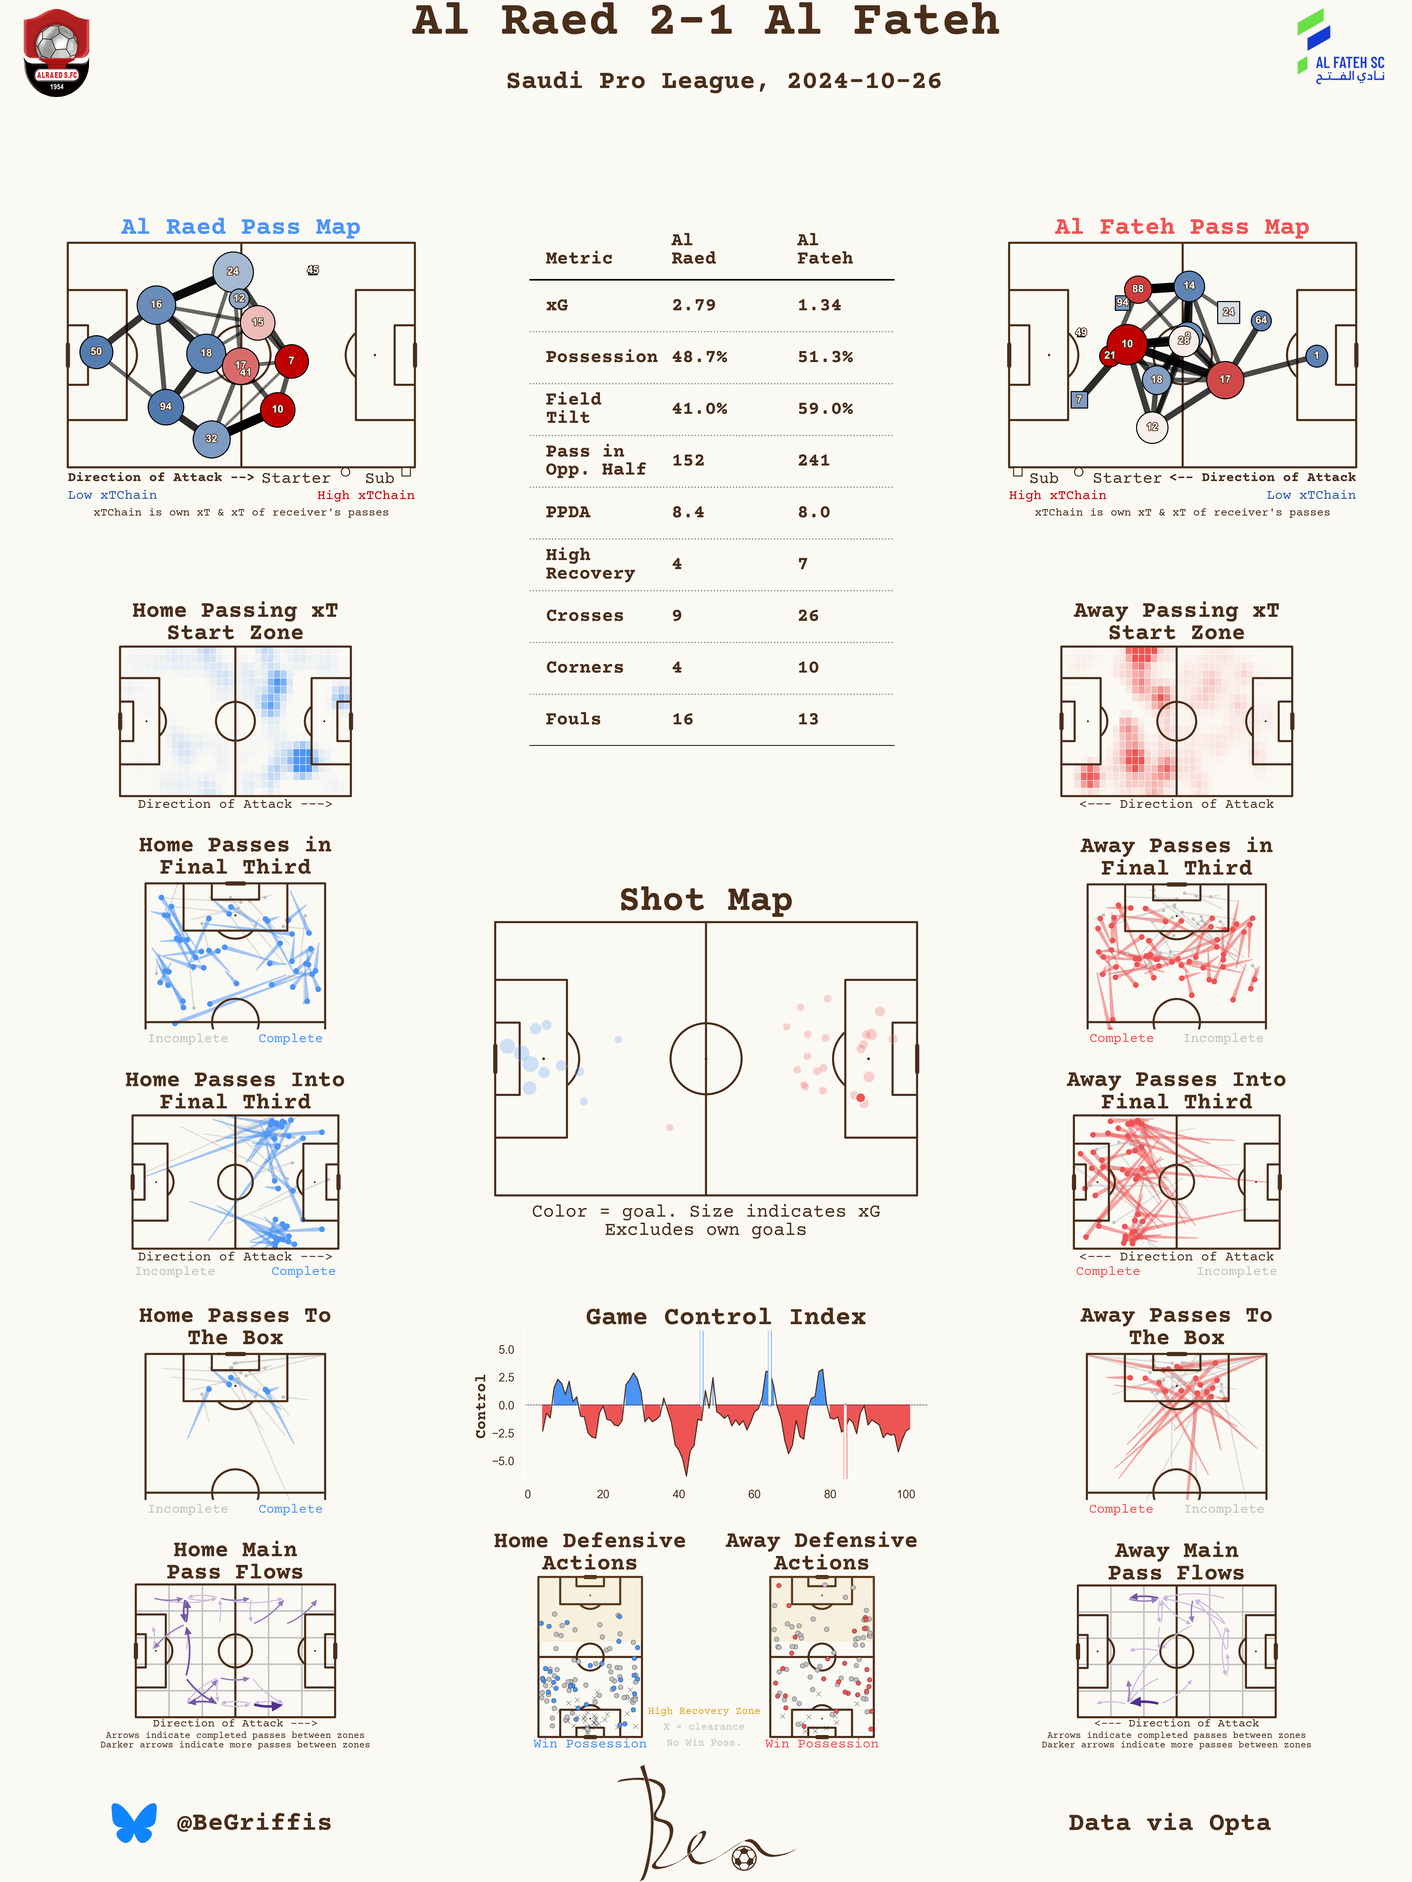 Al Raed 2-1 Al Fateh
Saudi Pro League, 2024-10-26
ALRAED S.FC
1954
AL FATEH SC
نادي الفتح
Al Raed Pass Map
24
45
12
16
15
50
18
17
41
7
94
10
32
Direction of Attack --> Starter Sub
Low xTChain High xTChain
xTChain is own xT & xT of receiver's passes
Metric Al Raed Al Fateh
xG 2.79 1.34
Possession 48.7% 51.3%
Field Tilt 41.0% 59.0%
Pass in Opp. Half 152 241
PPDA 8.4 8.0
High Recovery 4 7
Crosses 9 26
Corners 4 10
Fouls 16 13
Al Fateh Pass Map
88
14
94
24
64
49
28
10
21
1
18
17
7
12
Sub Starter <-- Direction of Attack
High xTChain Low xTChain
xTChain is own xT & xT of receiver's passes
Home Passing xT
Start Zone
Direction of Attack --->
Away Passing xT
Start Zone
<--- Direction of Attack
Home Passes in
Final Third
Incomplete Complete
Away Passes in
Final Third
Complete Incomplete
Shot Map
Color = goal. Size indicates xG
Excludes own goals
Home Passes Into
Final Third
Direction of Attack --->
Incomplete Complete
Away Passes Into
Final Third
<--- Direction of Attack
Complete Incomplete
Home Passes To
The Box
Incomplete Complete
Game Control Index
Control
5.0
2.5
0.0
−2.5
−5.0
0 20 40 60 80 100
Away Passes To
The Box
Complete Incomplete
Home Main
Pass Flows
Direction of Attack --->
Arrows indicate completed passes between zones
Darker arrows indicate more passes between zones
Home Defensive
Actions
Win Possession
Away Defensive
Actions
Win Possession
High Recovery Zone
X = clearance
No Win Poss.
Away Main
Pass Flows
<--- Direction of Attack
Arrows indicate completed passes between zones
Darker arrows indicate more passes between zones
@BeGriffis
Ben
Data via Opta